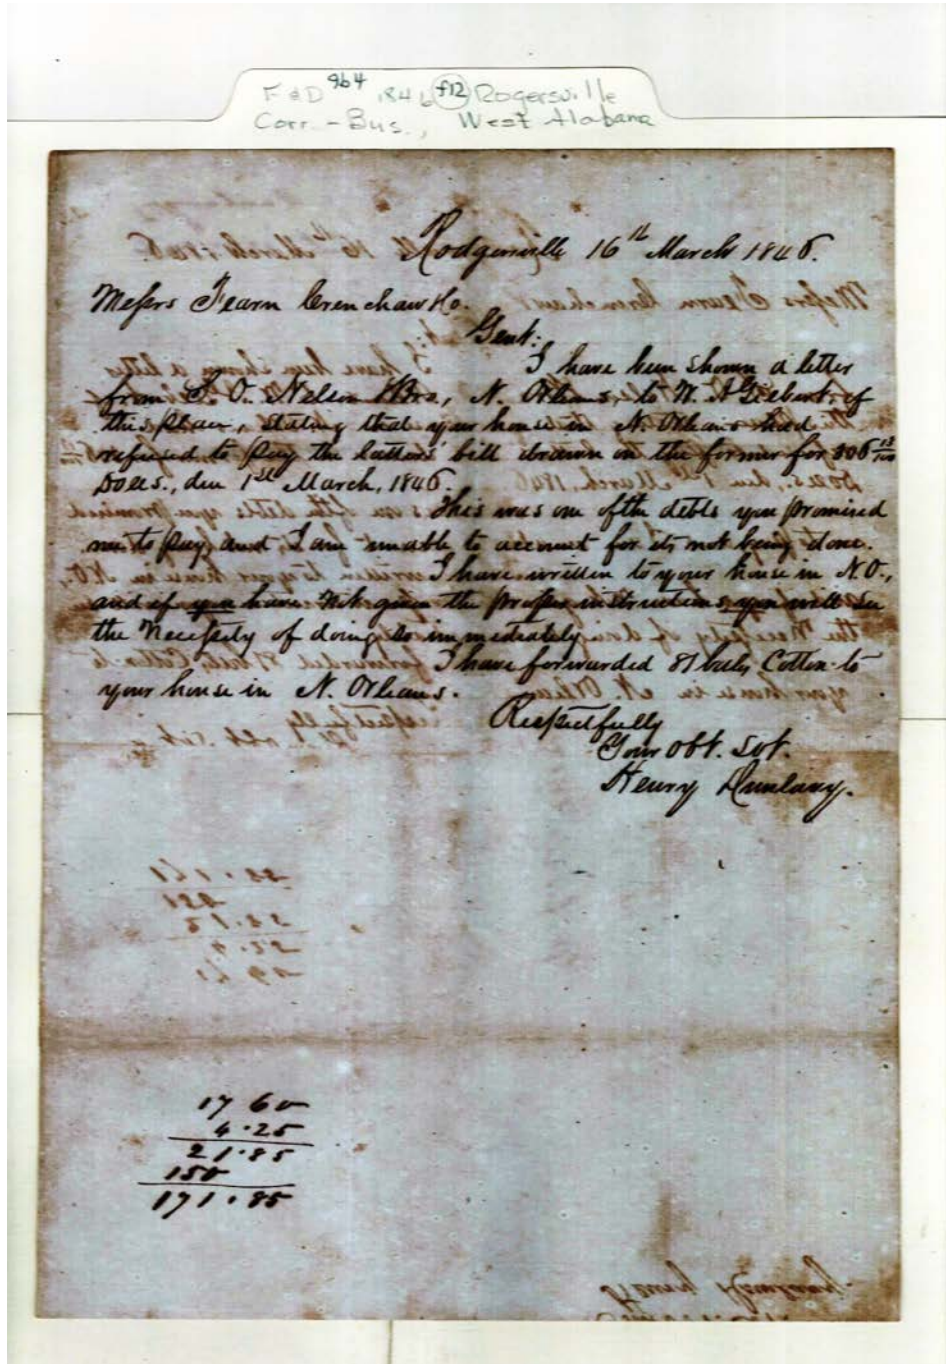 F&D 964 1846 f12 Rogersville
Corr.-Bus., West Alabama
Rodgersville 16th March 1846.
Messrs Fearn Crenshaw & Co.
Gent:
I have been shown a letter
from S. O. Nelson & Bro, N. Orleans, to W. A Gilbert, of
this place, stating that your house in N. Orleans had
refused to pay the latters' bill drawn on the former for 806 13/100
Dolls., due 1st March, 1846.
This was one of the debts you promised
me to pay, and I am unable to account for its not being done.
I have written to your house in N.O.,
and if you have not given the proper instructions, you will see
the necessity of doing so immediately.
I have forwarded 81 bales Cotton to
your house in N. Orleans.
Respectfully
Your obt. svt.
Henry Dunlavy.
17 60
4.25
21.85
150
171.85